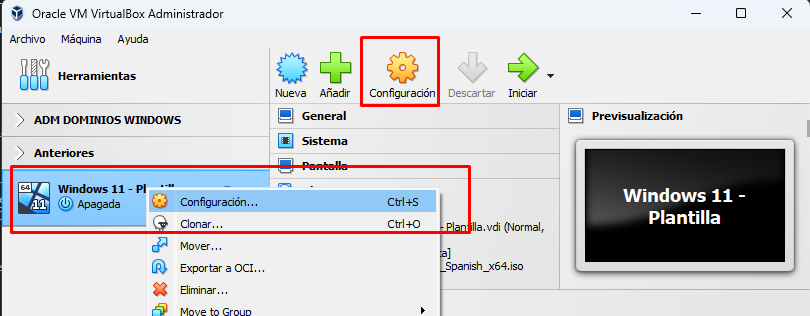 Oracle VM VirtualBox Administrador
Archivo Máquina Ayuda
Herramientas
Nueva Añadir Configuración Descartar Iniciar
ADM DOMINIOS WINDOWS
Anteriores
64 11 Windows 11 - Pl
Apagada
General
Sistema
Pantalla
Previsualización
Windows 11 -
Plantilla
Configuración... Ctrl+S
Clonar... Ctrl+O
Mover...
Exportar a OCI...
Eliminar...
Move to Group
- Plantilla.vdi (Normal,
ta]
_Spanish_x64.iso